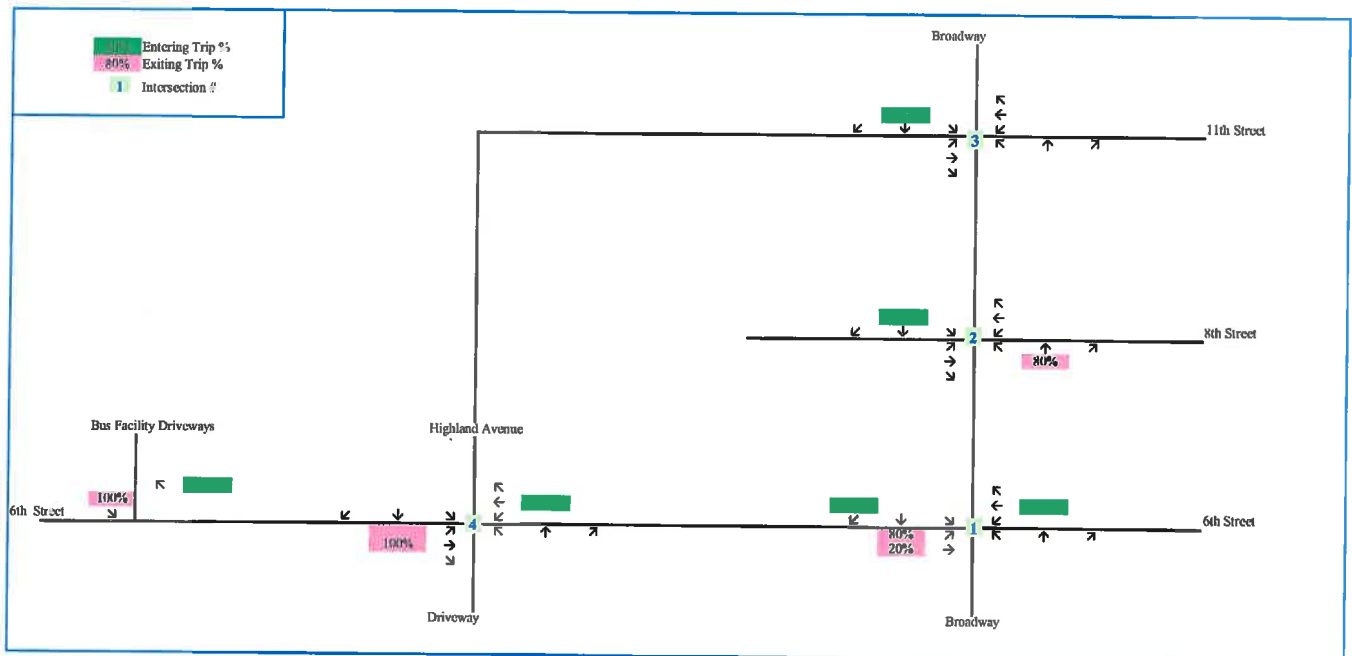 Entering Trip %
80% Exiting Trip %
1 Intersection #
Broadway
11th Street
3
8th Street
2
80%
Bus Facility Driveways
Highland Avenue
100%
6th Street
4
100%
80%
20%
1
6th Street
Driveway
Broadway